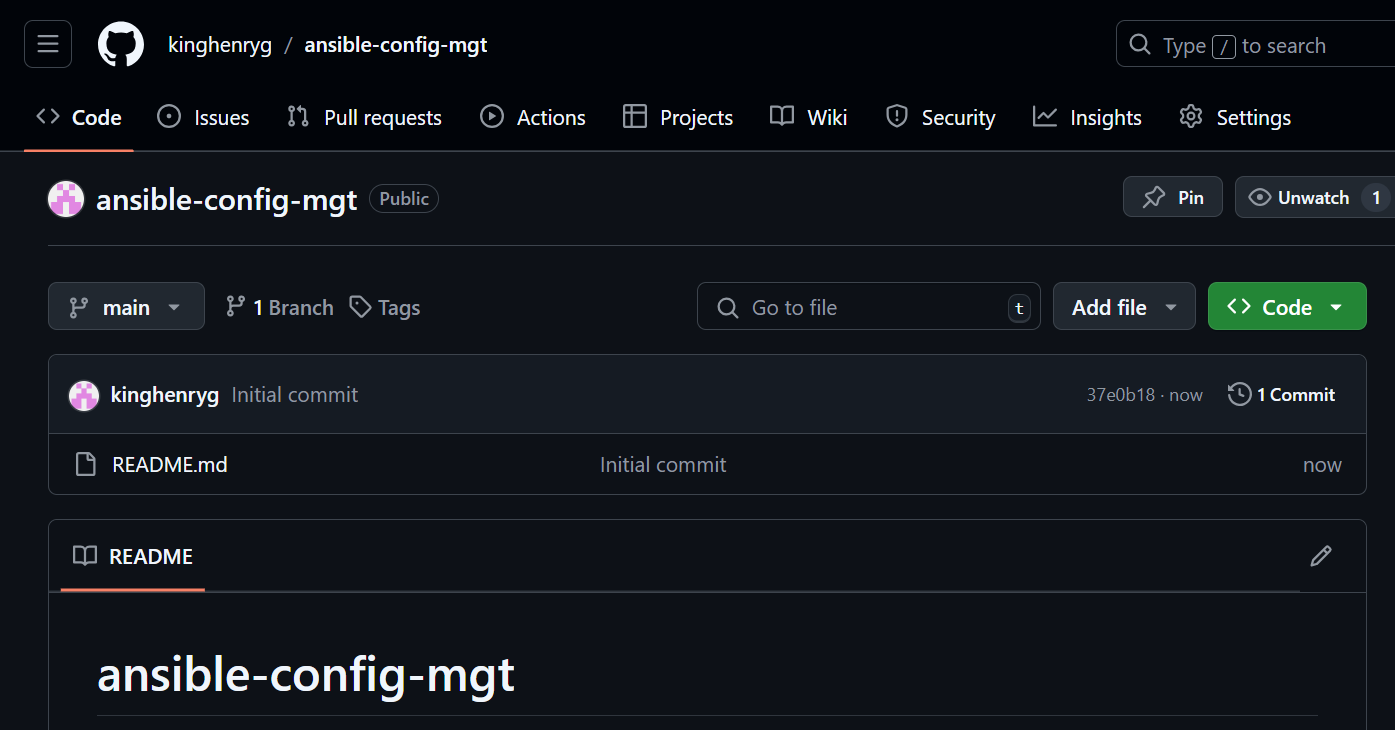 kinghenryg / ansible-config-mgt
Type / to search
Code Issues Pull requests Actions Projects Wiki Security Insights Settings
ansible-config-mgt Public
Pin Unwatch 1
main 1 Branch Tags
Go to file t Add file Code
kinghenryg Initial commit 37e0b18 · now 1 Commit
README.md Initial commit now
README
ansible-config-mgt